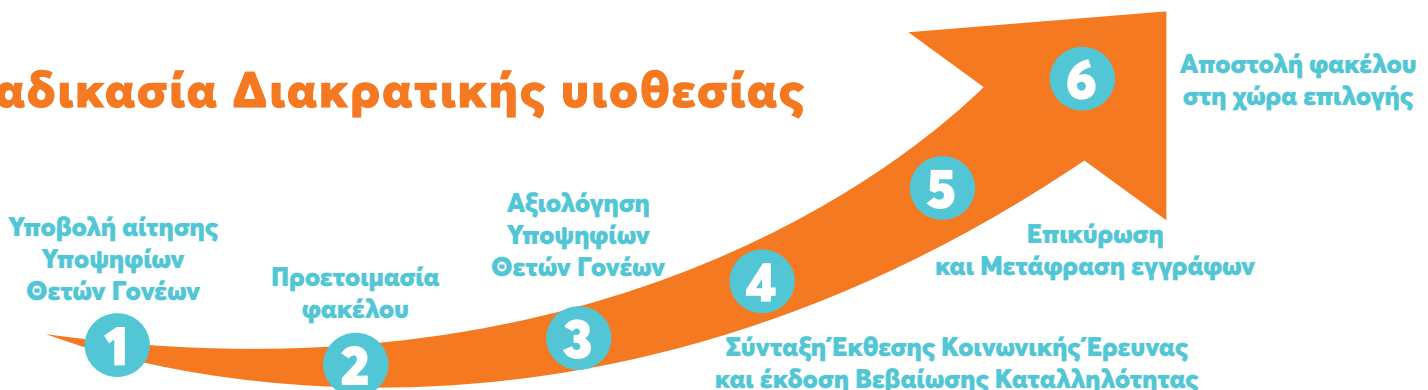 αδικασία Διακρατικής υιοθεσίας
1
Υποβολή αίτησης
Υποψηφίων
Θετών Γονέων
2
Προετοιμασία
φακέλου
3
Αξιολόγηση
Υποψηφίων
Θετών Γονέων
4
Σύνταξη Έκθεσης Κοινωνικής Έρευνας
και έκδοση Βεβαίωσης Καταλληλότητας
5
Επικύρωση
και Μετάφραση εγγράφων
6
Αποστολή φακέλου
στη χώρα επιλογής